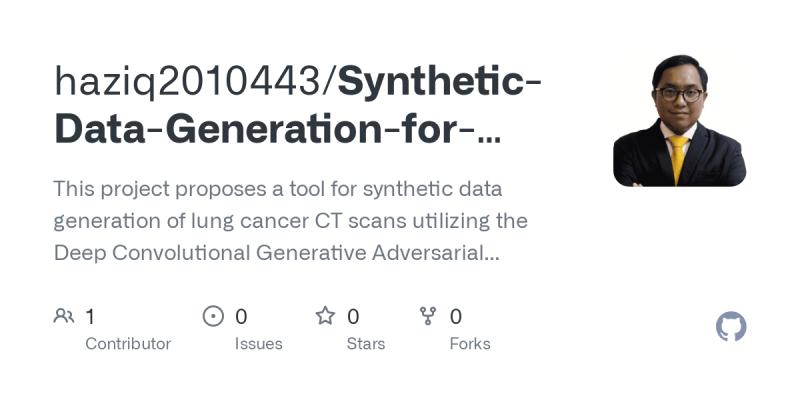 haziq2010443/Synthetic-
Data-Generation-for-...
This project proposes a tool for synthetic data
generation of lung cancer CT scans utilizing the
Deep Convolutional Generative Adversarial...
1
Contributor
0
Issues
0
Stars
0
Forks